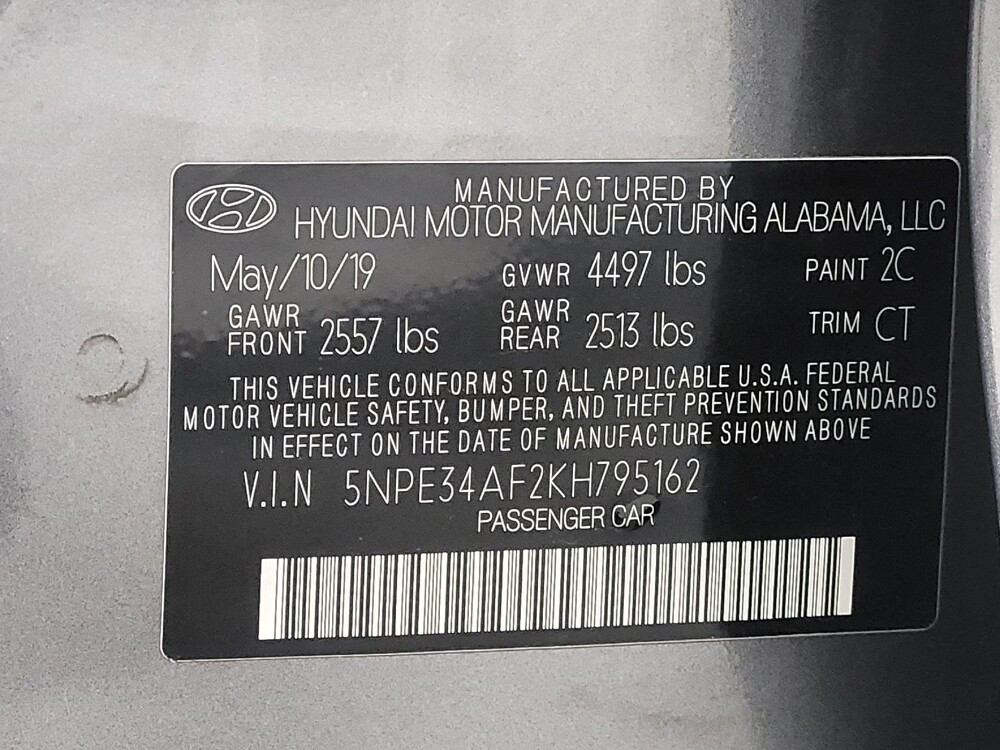 MANUFACTURED BY
HYUNDAI MOTOR MANUFACTURING ALABAMA, LLC
May/10/19 GVWR 4497 lbs PAINT 2C
GAWR FRONT 2557 lbs GAWR REAR 2513 lbs TRIM CT
THIS VEHICLE CONFORMS TO ALL APPLICABLE U.S.A. FEDERAL
MOTOR VEHICLE SAFETY, BUMPER, AND THEFT PREVENTION STANDARDS
IN EFFECT ON THE DATE OF MANUFACTURE SHOWN ABOVE
V.I.N 5NPE34AF2KH795162
PASSENGER CAR